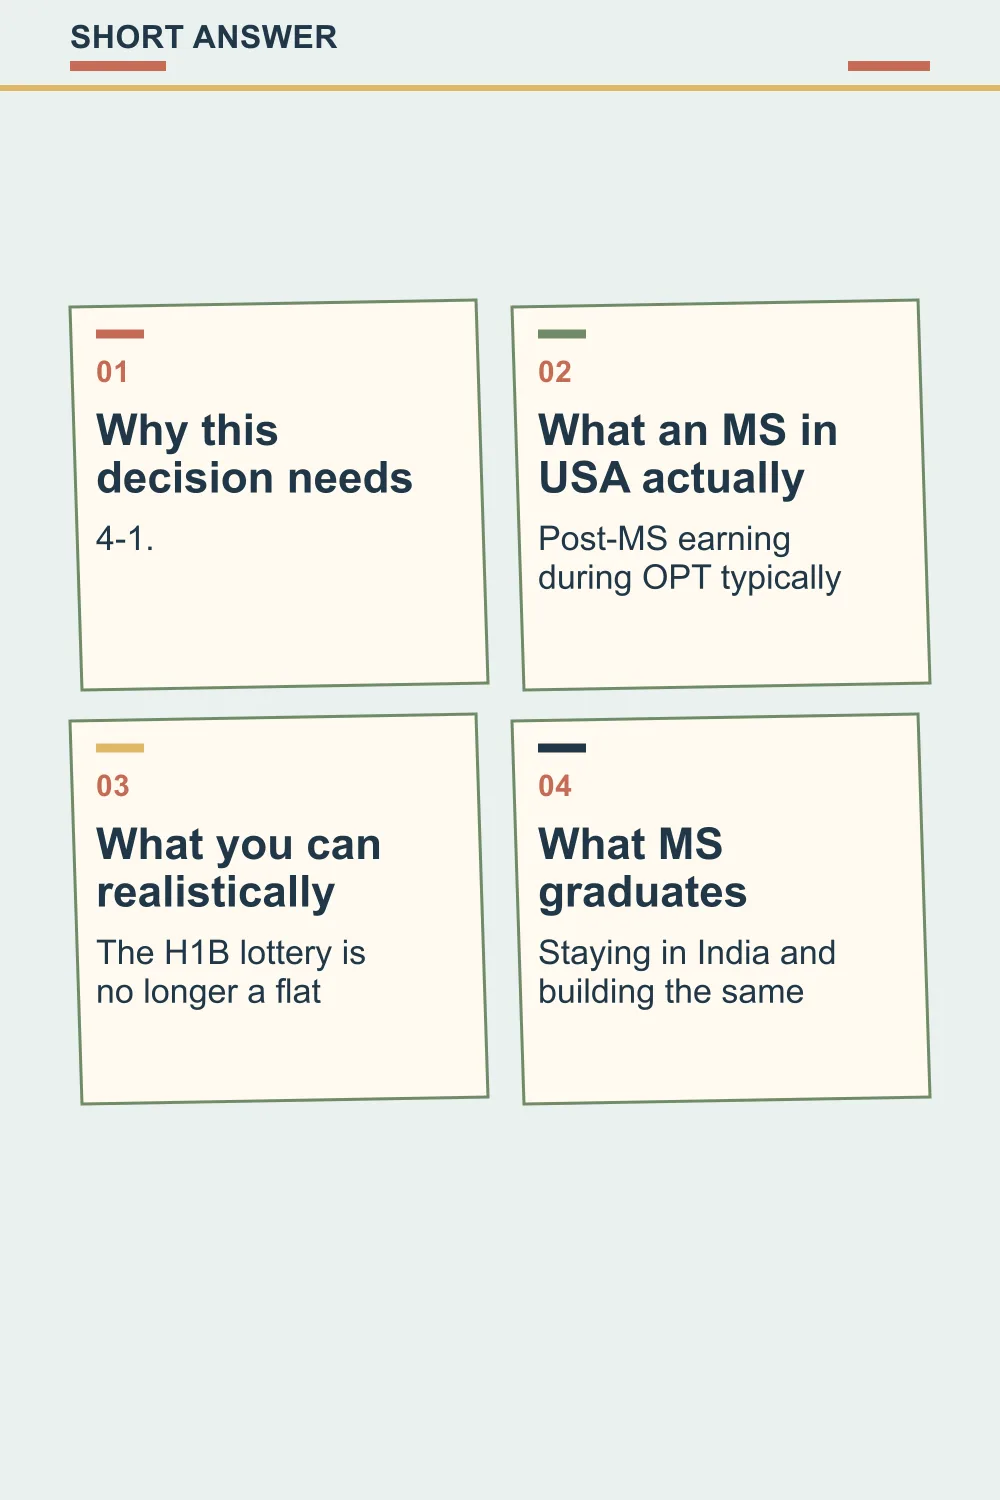 SHORT ANSWER
01
Why this
decision needs
4-1.
02
What an MS in
USA actually
Post-MS earning
during OPT typically
03
What you can
realistically
The H1B lottery is
no longer a flat
04
What MS
graduates
Staying in India and
building the same